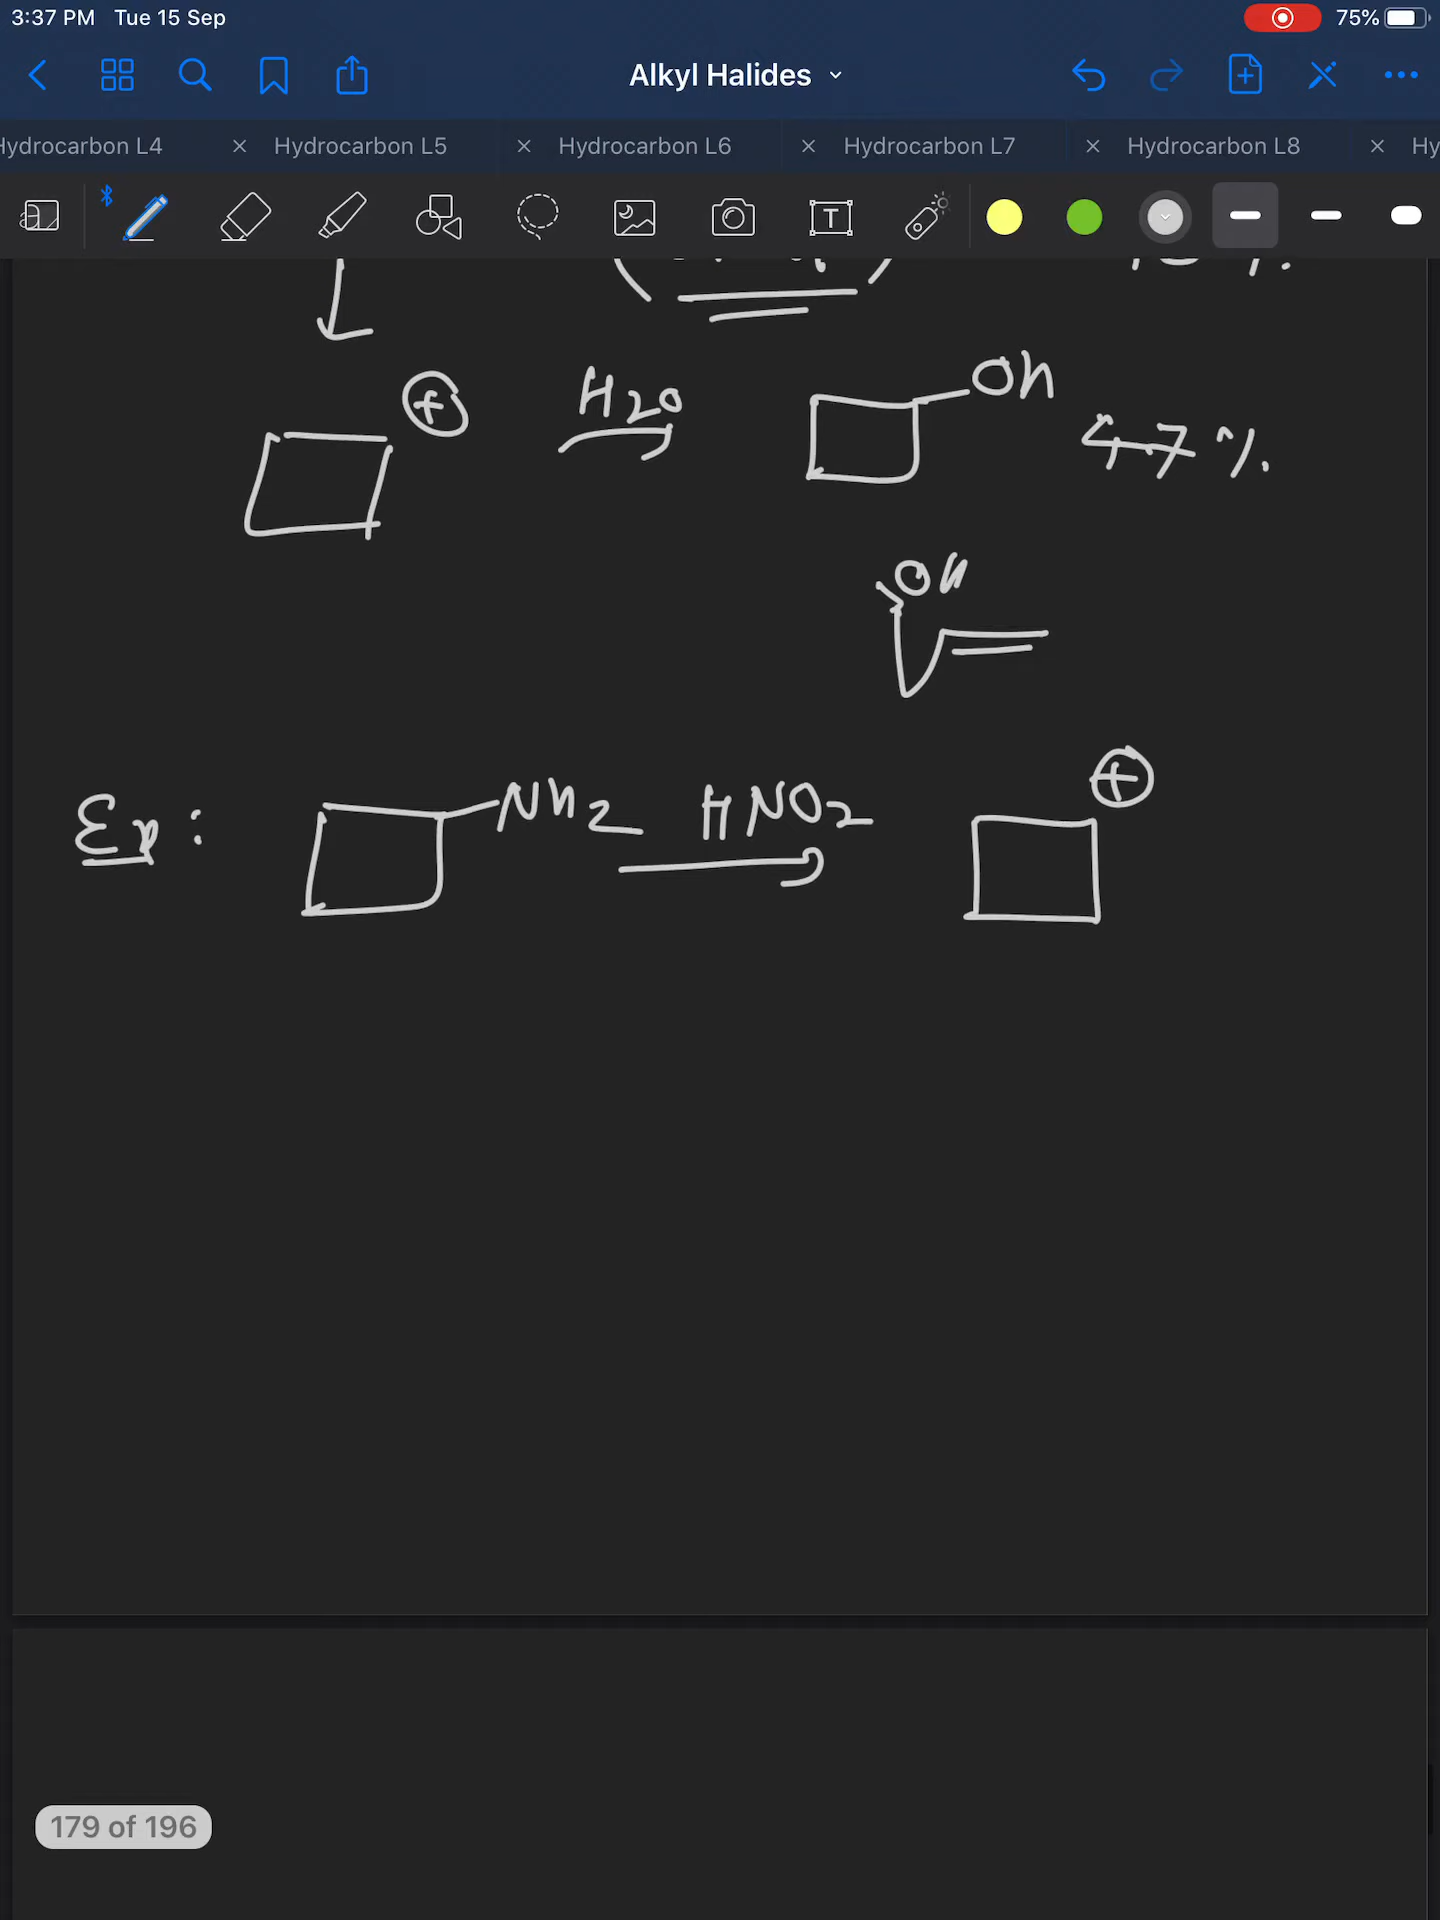 3:37 PM Tue 15 Sep 75%
Alkyl Halides
Hydrocarbon L4 Hydrocarbon L5 Hydrocarbon L6 Hydrocarbon L7 Hydrocarbon L8 Hy
T
+ H2O OH
47%.
OH
+
Ex: NH2 HNO2
179 of 196